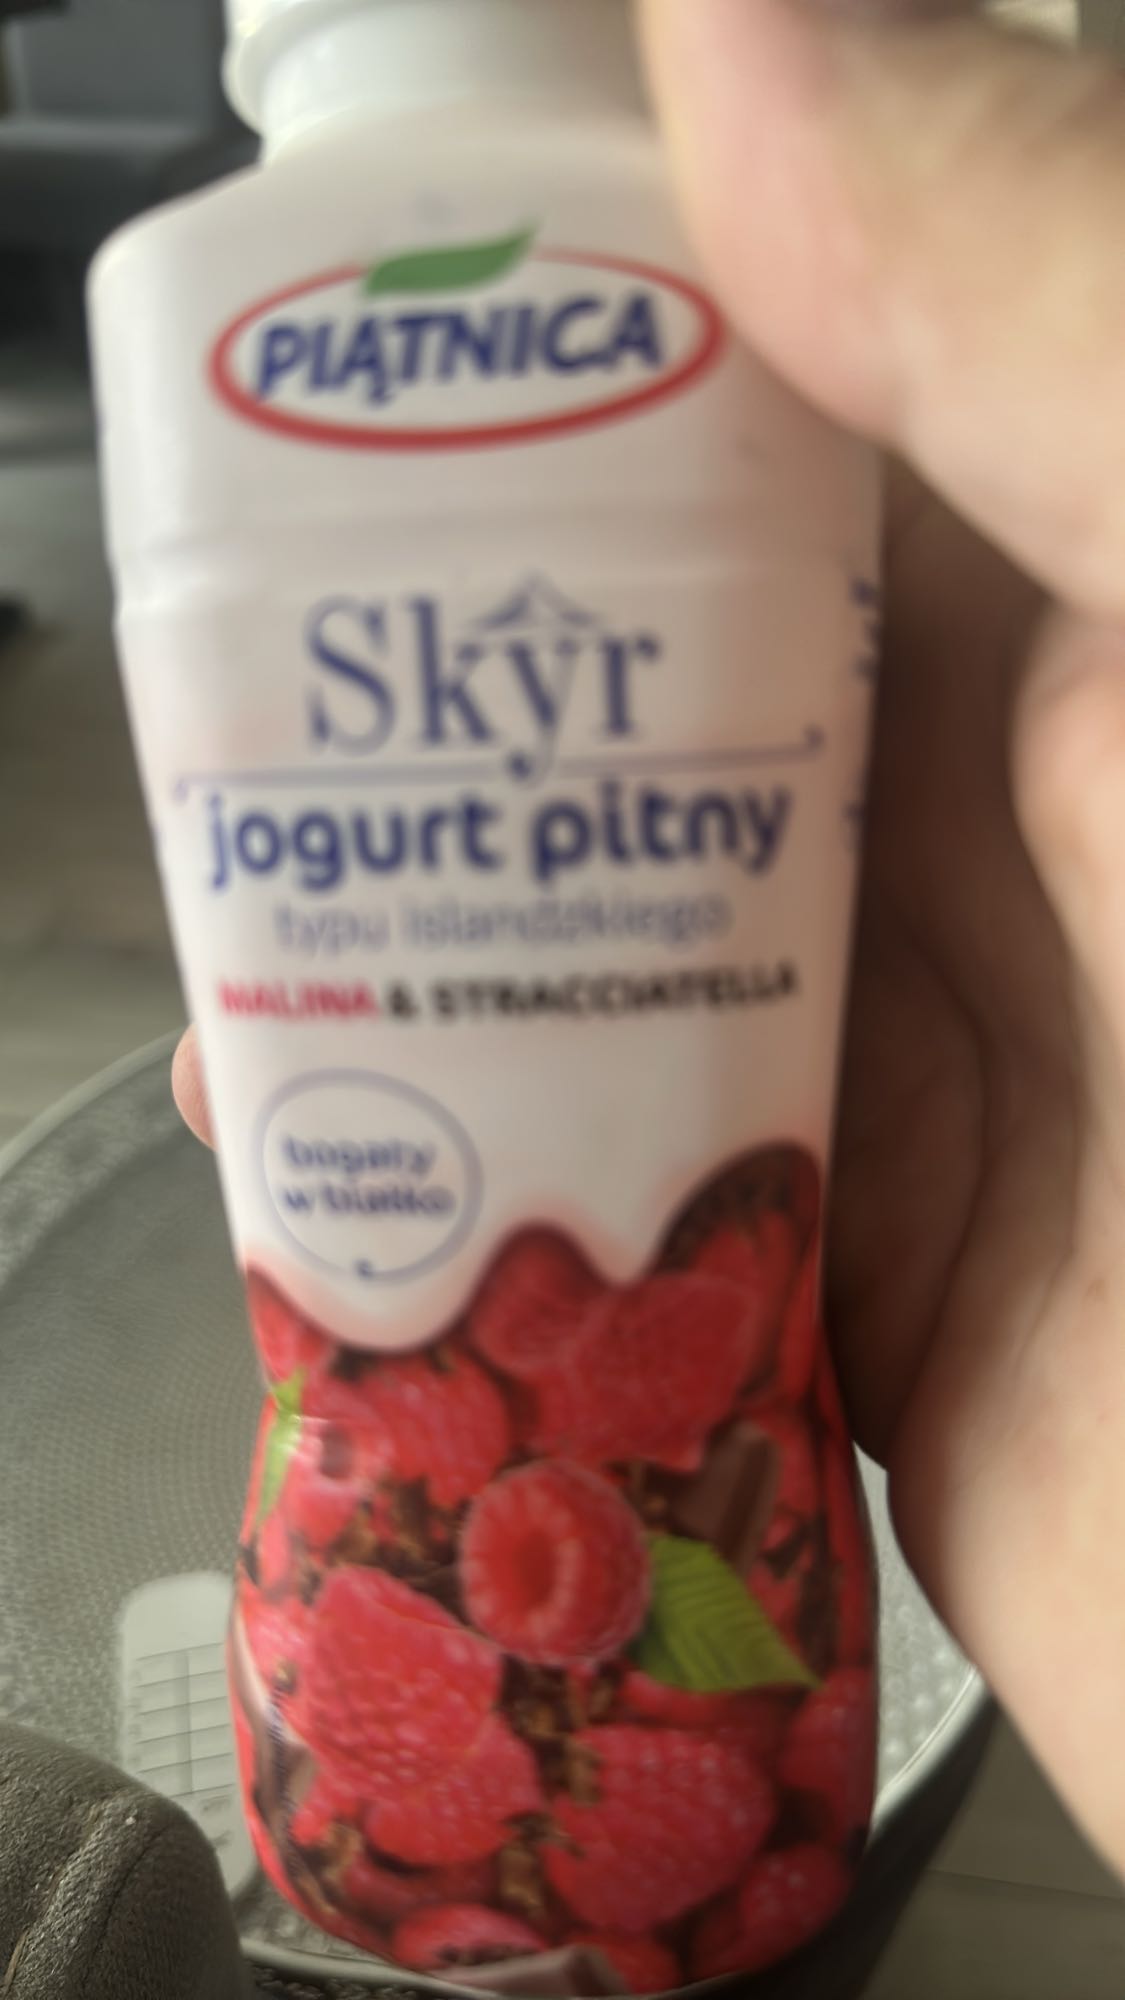 PIĄTNICA
Skyr
jogurt pitny
typu islandzkiego
MALINA & STRACCIATELLA
bogaty
w białko